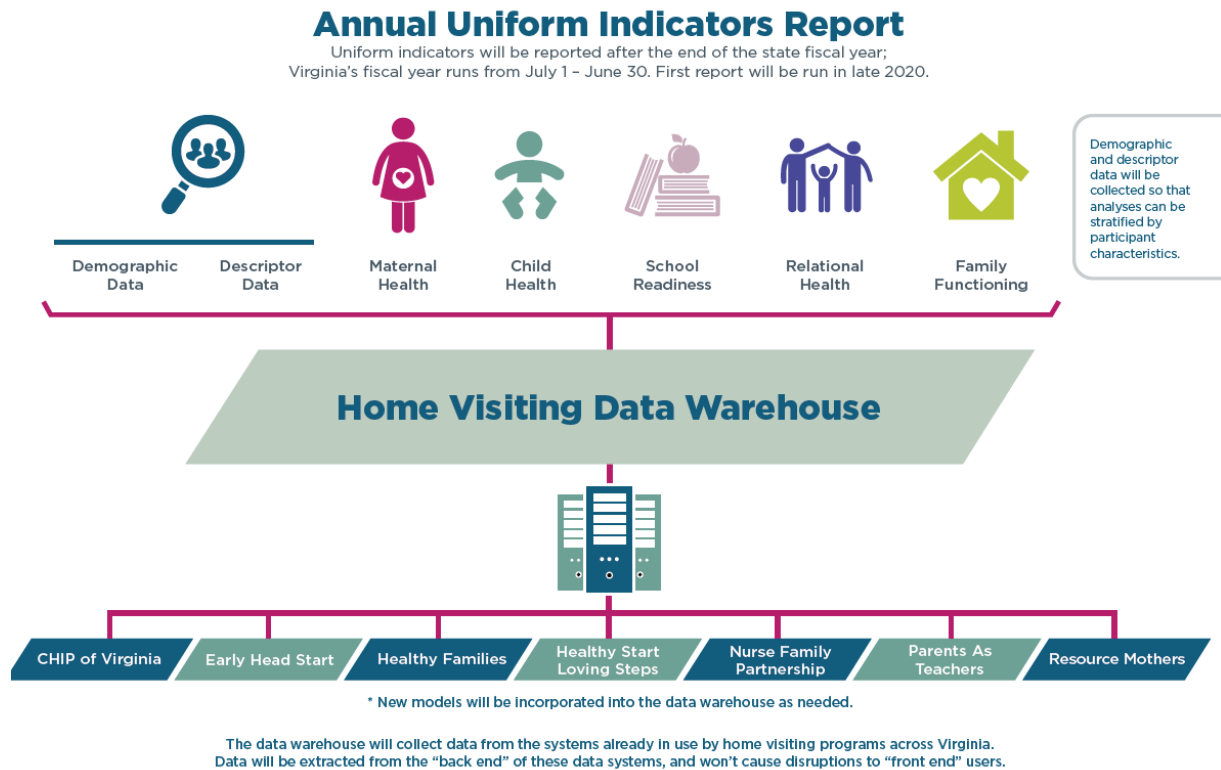 Annual Uniform Indicators Report
Uniform indicators will be reported after the end of the state fiscal year;
Virginia's fiscal year runs from July 1 – June 30. First report will be run in late 2020.
Demographic
and descriptor
data will be
collected so that
analyses can be
stratified by
participant
characteristics.
Demographic
Data
Descriptor
Data
Maternal
Health
Child
Health
School
Readiness
Relational
Health
Family
Functioning
Home Visiting Data Warehouse
CHIP of Virginia
Early Head Start
Healthy Families
Healthy Start
Loving Steps
Nurse Family
Partnership
Parents As
Teachers
Resource Mothers
* New models will be incorporated into the data warehouse as needed.
The data warehouse will collect data from the systems already in use by home visiting programs across Virginia.
Data will be extracted from the “back end” of these data systems, and won’t cause disruptions to “front end” users.